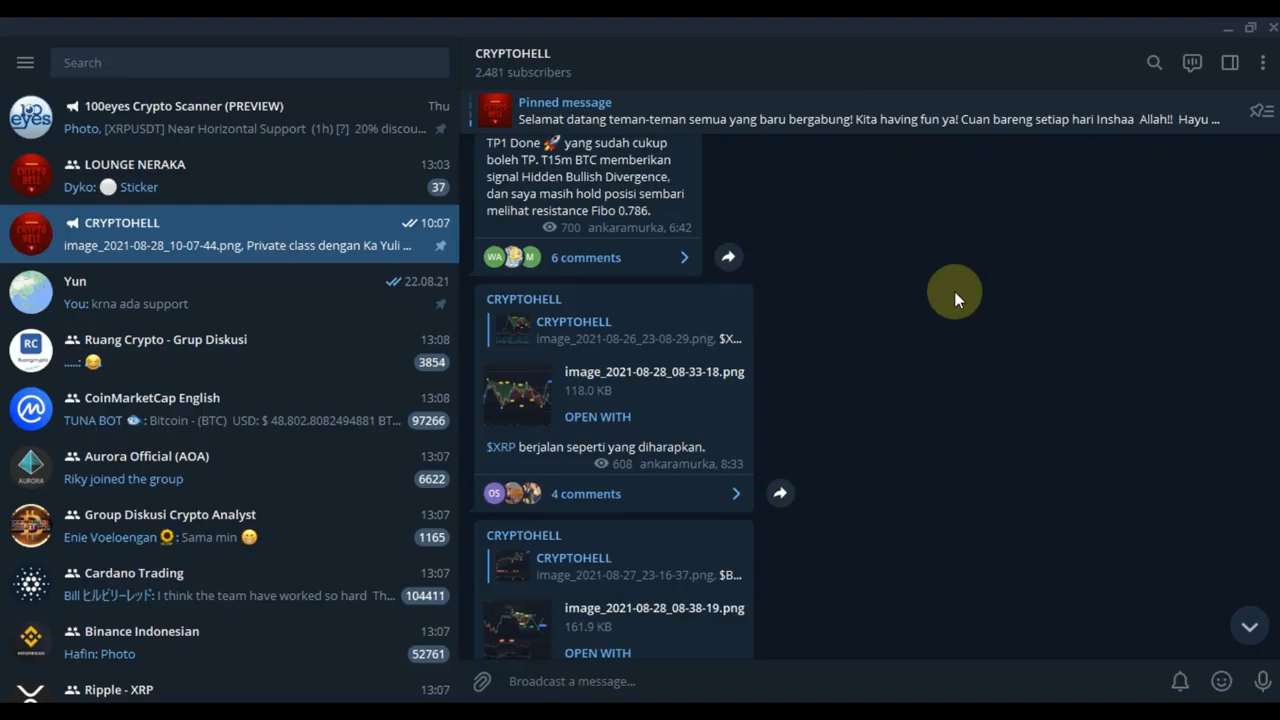 Search
100eyes Crypto Scanner (PREVIEW)
Thu
Photo, [XRPUSDT] Near Horizontal Support (1h) [?] 20% discou...
LOUNGE NERAKA
13:03
Dyko: Sticker
37
CRYPTOHELL
10:07
image_2021-08-28_10-07-44.png, Private class dengan Ka Yuli ...
Yun
22.08.21
You: krna ada support
RC
Ruang Crypto - Grup Diskusi
13:08
.....: 😂
3854
CoinMarketCap English
13:08
TUNA BOT 🐟: Bitcoin - (BTC) USD: $ 48,802.8082494881 BT...
97266
AURORA
Aurora Official (AOA)
13:07
Riky joined the group
6622
Group Diskusi Crypto Analyst
13:07
Enie Voeloengan 🌻: Sama min 😁
1165
Cardano Trading
13:07
Bill ヒルビリーレッド: I think the team have worked so hard Th...
104411
Binance Indonesian
13:07
Hafin: Photo
52761
Ripple - XRP
13:07
CRYPTOHELL
2.481 subscribers
Pinned message
Selamat datang teman-teman semua yang baru bergabung! Kita having fun ya! Cuan bareng setiap hari Inshaa Allah!! Hayu ...
TP1 Done 🚀 yang sudah cukup
boleh TP. T15m BTC memberikan
signal Hidden Bullish Divergence,
dan saya masih hold posisi sembari
melihat resistance Fibo 0.786.
700 ankaramurka, 6:42
WA
M
6 comments
CRYPTOHELL
CRYPTOHELL
image_2021-08-26_23-08-29.png, $X...
image_2021-08-28_08-33-18.png
118.0 KB
OPEN WITH
$XRP berjalan seperti yang diharapkan.
608 ankaramurka, 8:33
OS
4 comments
CRYPTOHELL
CRYPTOHELL
image_2021-08-27_23-16-37.png, $B...
image_2021-08-28_08-38-19.png
161.9 KB
OPEN WITH
Broadcast a message...